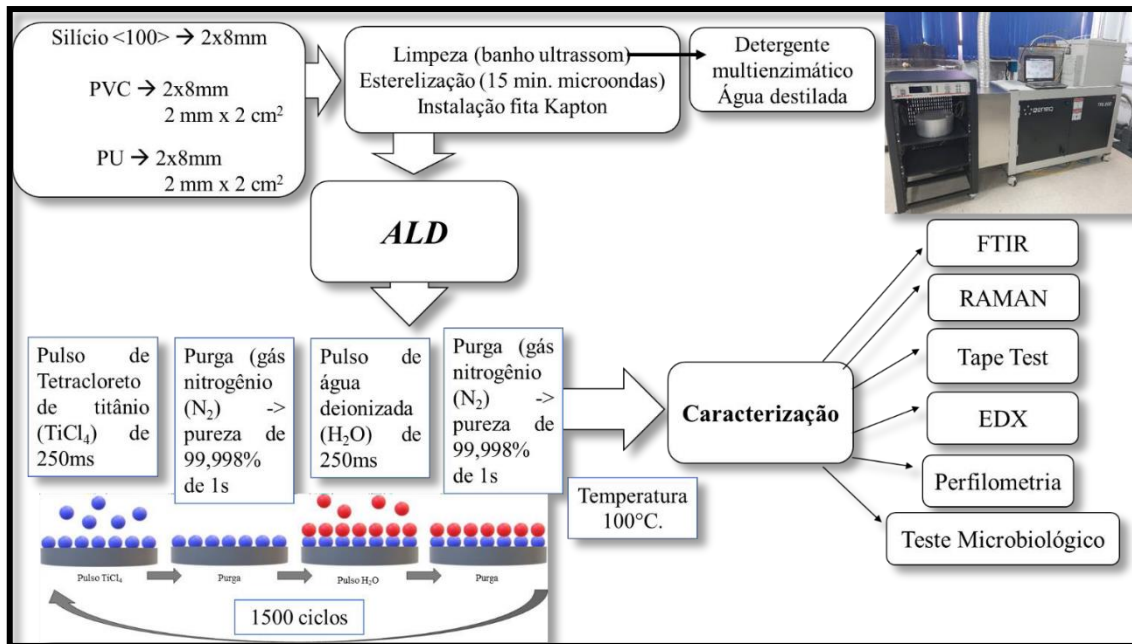 Silício <100> → 2x8mm
PVC → 2x8mm
2 mm x 2 cm²
PU → 2x8mm
2 mm x 2 cm²
Limpeza (banho ultrassom)
Esterelização (15 min. microondas)
Instalação fita Kapton
Detergente
multienzimático
Água destilada
ALD
Pulso de
Tetracloreto
de titânio
(TiCl₄) de
250ms
Purga (gás
nitrogênio
(N₂) ->
pureza de
99,998%
de 1s
Pulso de
água
deionizada
(H₂O) de
250ms
Purga (gás
nitrogênio
(N₂) ->
pureza de
99,998%
de 1s
Temperatura
100°C.
Pulso TiCl₄
Purga
Pulso H₂O
Purga
1500 ciclos
Caracterização
FTIR
RAMAN
Tape Test
EDX
Perfilometria
Teste Microbiológico